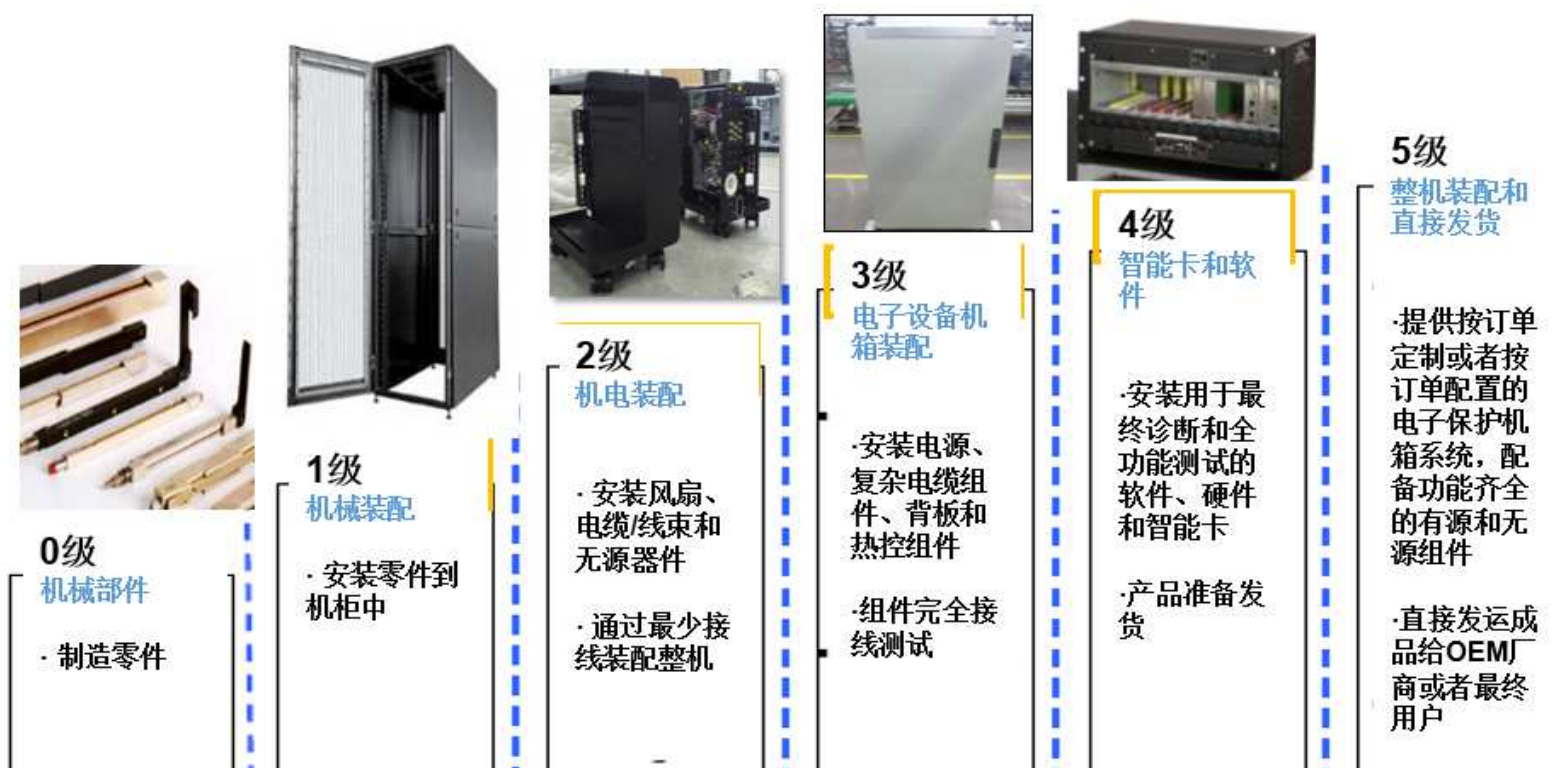 0级
机械部件
· 制造零件
1级
机械装配
· 安装零件到
机柜中
2级
机电装配
· 安装风扇、
电缆/线束和
无源器件
· 通过最少接
线装配整机
3级
电子设备机
箱装配
·安装电源、
复杂电缆组
件、背板和
热控组件
·组件完全接
线测试
4级
智能卡和软
件
·安装用于最
终诊断和全
功能测试的
软件、硬件
和智能卡
·产品准备发
货
5级
整机装配和
直接发货
·提供按订单
定制或者按
订单配置的
电子保护机
箱系统，配
备功能齐全
的有源和无
源组件
·直接发运成
品给OEM厂
商或者最终
用户